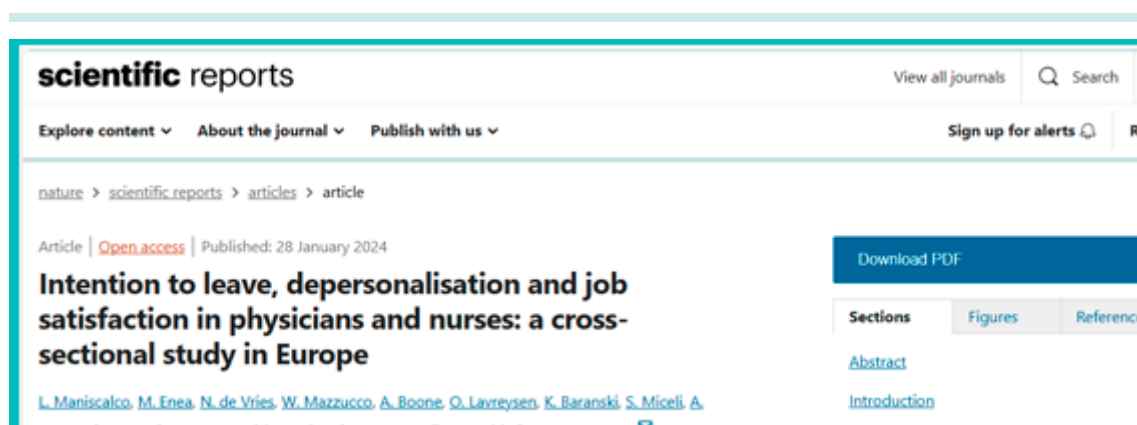 scientific reports
View all journals
Search
Explore content
About the journal
Publish with us
Sign up for alerts
nature > scientific reports > articles > article
Article | Open access | Published: 28 January 2024
Download PDF
Intention to leave, depersonalisation and job
satisfaction in physicians and nurses: a cross-
sectional study in Europe
Sections
Figures
Abstract
L. Maniscalco, M. Enea, N. de Vries, W. Mazzucco, A. Boone, O. Lavreysen, K. Baranski, S. Miceli, A.
Introduction